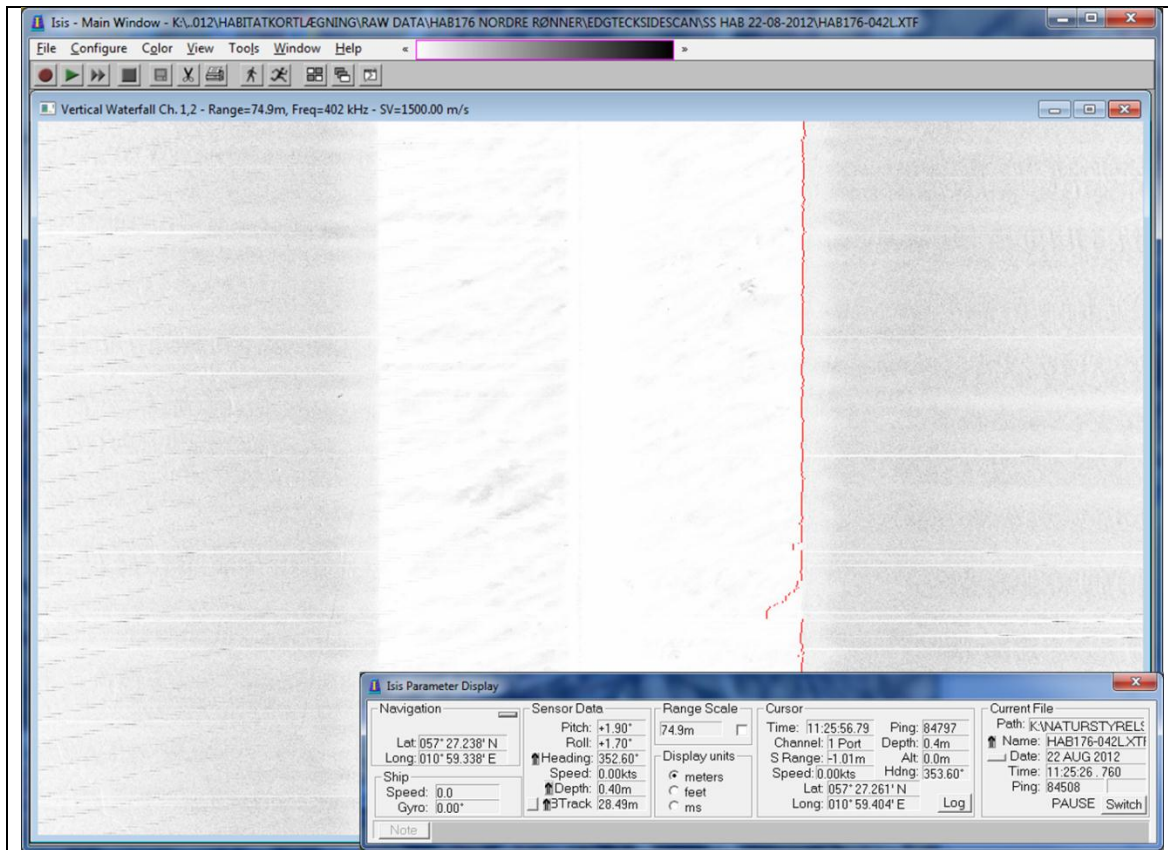 Isis - Main Window - K:\..012\HABITATKORTLÆGNING\RAW DATA\HAB176 NORDRE RØNNER\EDGTECKSIDESCAN\SS HAB 22-08-2012\HAB176-042L.XTF
File Configure Color View Tools Window Help « »
Vertical Waterfall Ch. 1,2 - Range=74.9m, Freq=402 kHz - SV=1500.00 m/s
Isis Parameter Display
Navigation
Lat: 057° 27.238' N
Long: 010° 59.338' E
Ship
Speed: 0.0
Gyro: 0.00°
Sensor Data
Pitch: +1.90°
Roll: +1.70°
Heading: 352.60°
Speed: 0.00kts
Depth: 0.40m
BTrack 28.49m
Range Scale
74.9m
Display units
meters
feet
ms
Cursor
Time: 11:25:56.79 Ping: 84797
Channel: 1 Port Depth: 0.4m
S Range: -1.01m Alt: 0.0m
Speed: 0.00kts Hdng: 353.60°
Lat: 057° 27.261' N
Long: 010° 59.404' E Log
Current File
Path: K:\NATURSTYRELS
Name: HAB176-042L.XTF
Date: 22 AUG 2012
Time: 11:25:26 .760
Ping: 84508
PAUSE Switch
Note